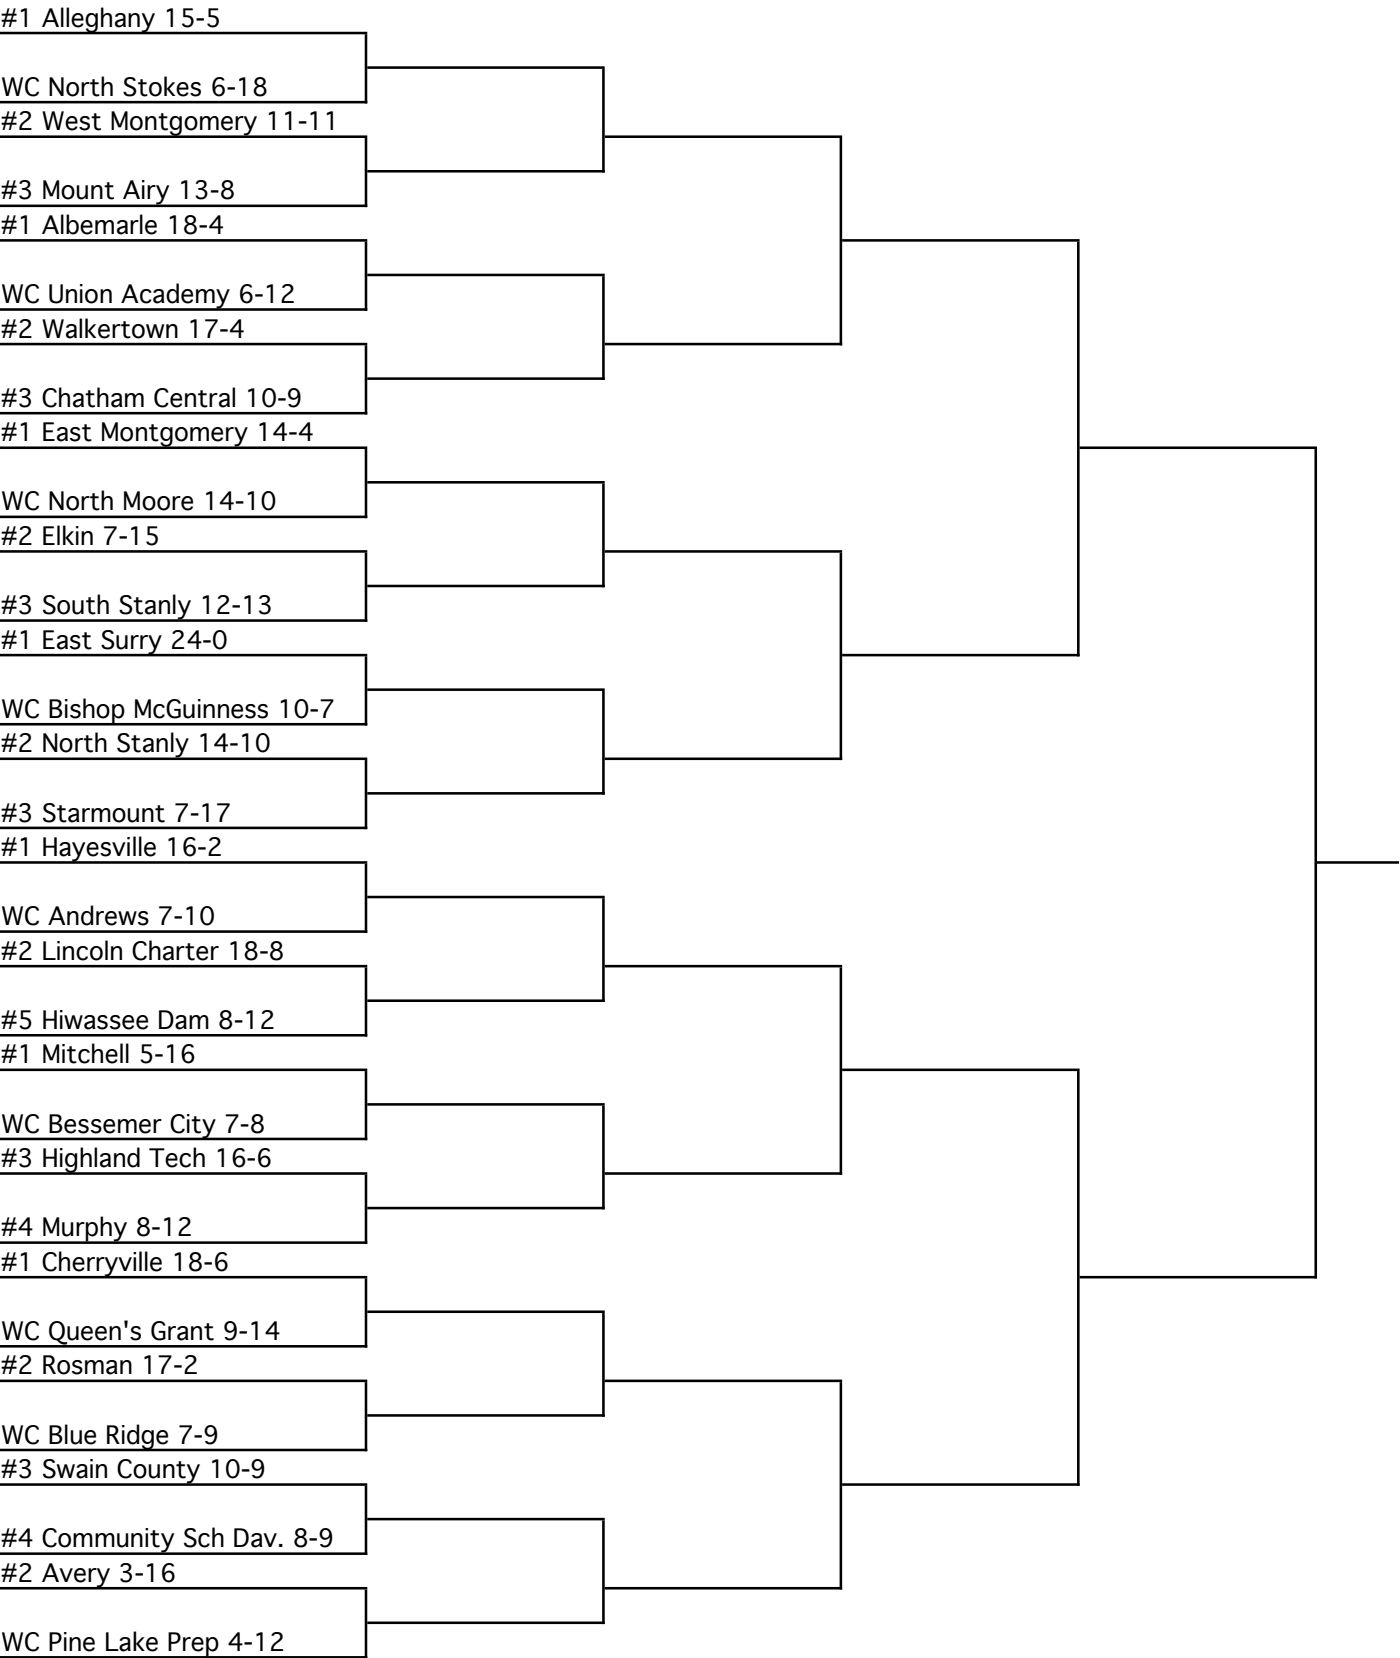 #1 Alleghany 15-5
WC North Stokes 6-18
#2 West Montgomery 11-11
#3 Mount Airy 13-8
#1 Albemarle 18-4
WC Union Academy 6-12
#2 Walkertown 17-4
#3 Chatham Central 10-9
#1 East Montgomery 14-4
WC North Moore 14-10
#2 Elkin 7-15
#3 South Stanly 12-13
#1 East Surry 24-0
WC Bishop McGuinness 10-7
#2 North Stanly 14-10
#3 Starmount 7-17
#1 Hayesville 16-2
WC Andrews 7-10
#2 Lincoln Charter 18-8
#5 Hiwassee Dam 8-12
#1 Mitchell 5-16
WC Bessemer City 7-8
#3 Highland Tech 16-6
#4 Murphy 8-12
#1 Cherryville 18-6
WC Queen's Grant 9-14
#2 Rosman 17-2
WC Blue Ridge 7-9
#3 Swain County 10-9
#4 Community Sch Dav. 8-9
#2 Avery 3-16
WC Pine Lake Prep 4-12